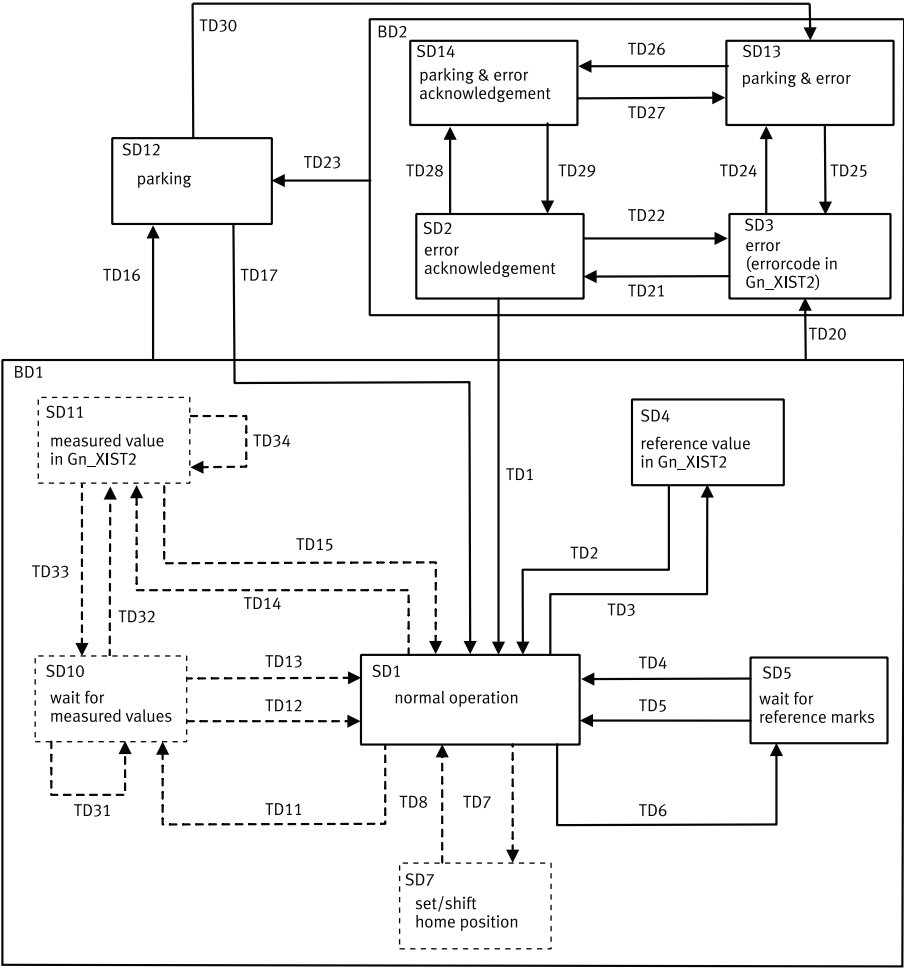 TD30
BD2
SD14
parking & error
acknowledgement
TD26
SD13
parking & error
TD27
SD12
parking
TD23
TD28
TD29
TD24
TD25
SD2
error
acknowledgement
TD22
TD21
SD3
error
(errorcode in
Gn_XIST2)
TD16
TD17
TD20
BD1
SD11
measured value
in Gn_XIST2
TD34
TD1
SD4
reference value
in Gn_XIST2
TD15
TD2
TD33
TD32
TD14
TD3
SD10
wait for
measured values
TD13
TD12
SD1
normal operation
TD4
TD5
SD5
wait for
reference marks
TD31
TD11
TD8
TD7
TD6
SD7
set/shift
home position